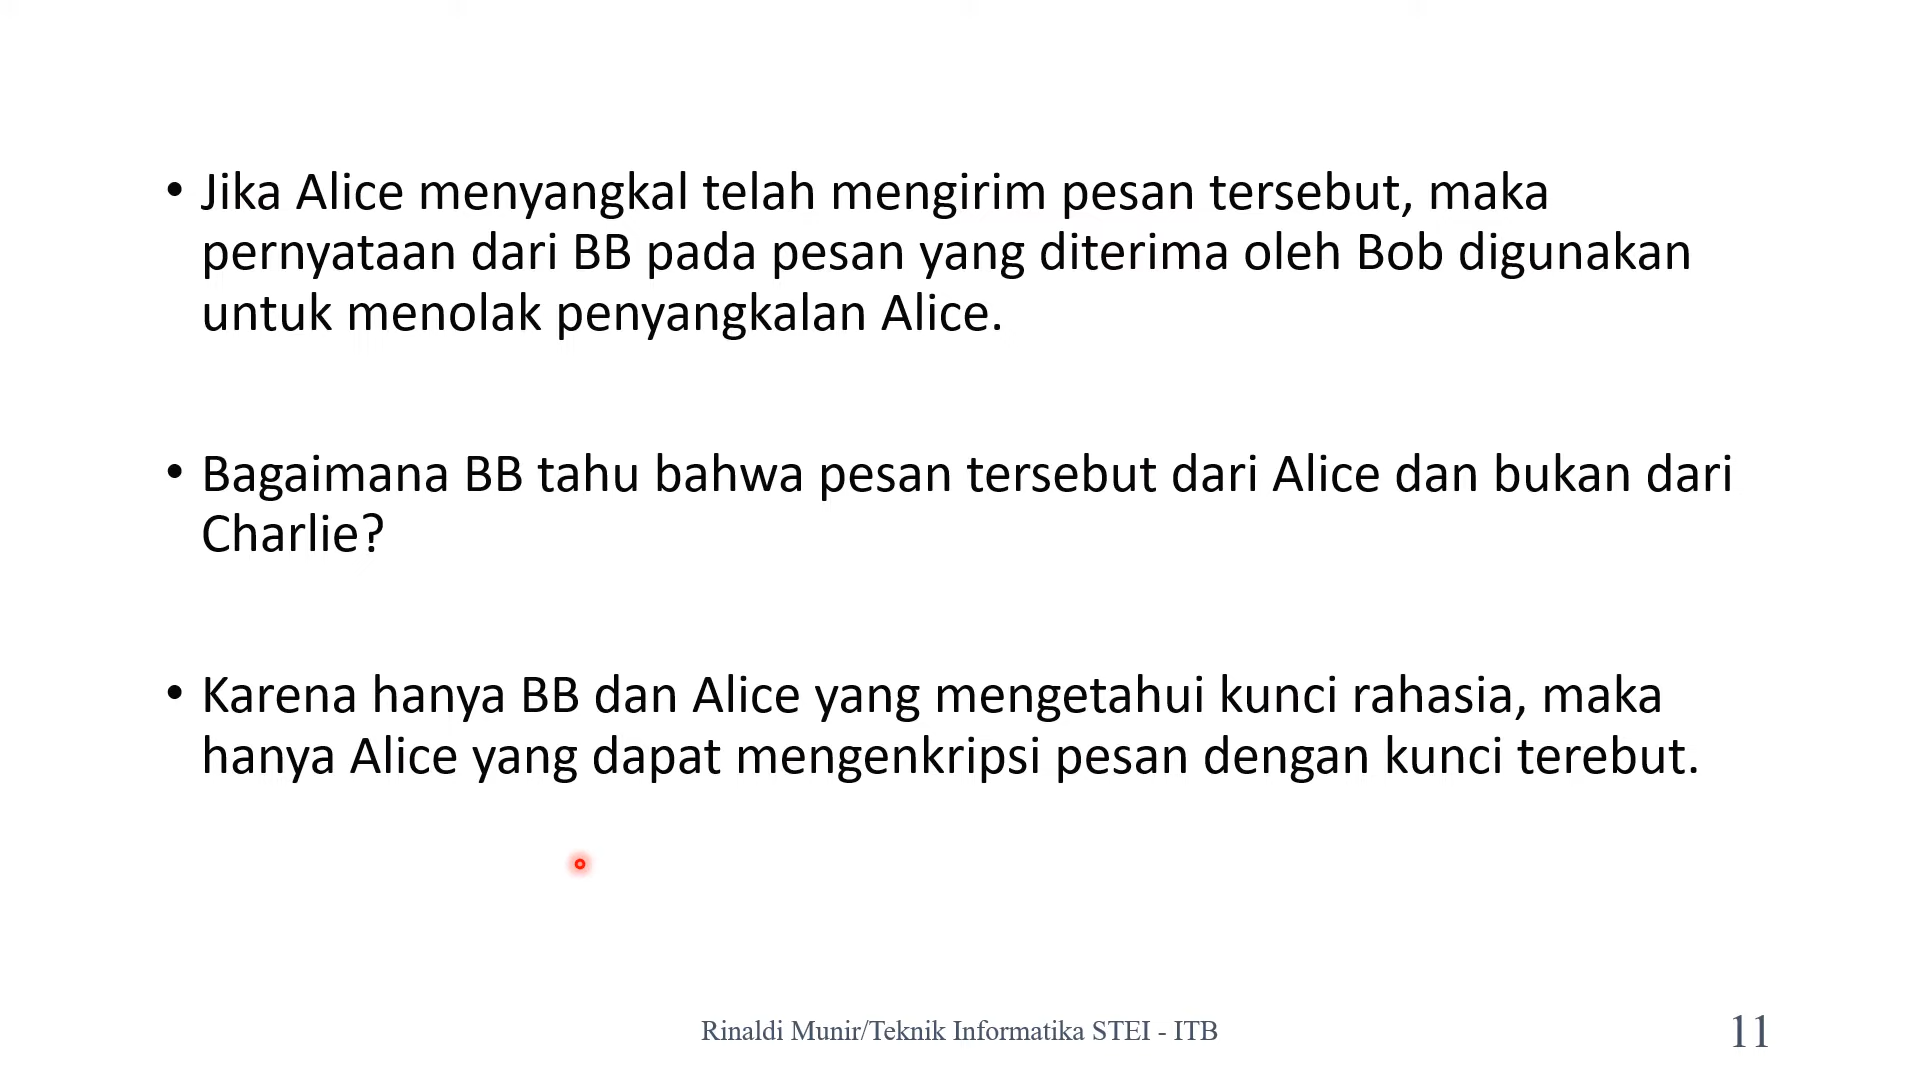 • Jika Alice menyangkal telah mengirim pesan tersebut, maka
pernyataan dari BB pada pesan yang diterima oleh Bob digunakan
untuk menolak penyangkalan Alice.
• Bagaimana BB tahu bahwa pesan tersebut dari Alice dan bukan dari
Charlie?
• Karena hanya BB dan Alice yang mengetahui kunci rahasia, maka
hanya Alice yang dapat mengenkripsi pesan dengan kunci terebut.
Rinaldi Munir/Teknik Informatika STEI - ITB
11